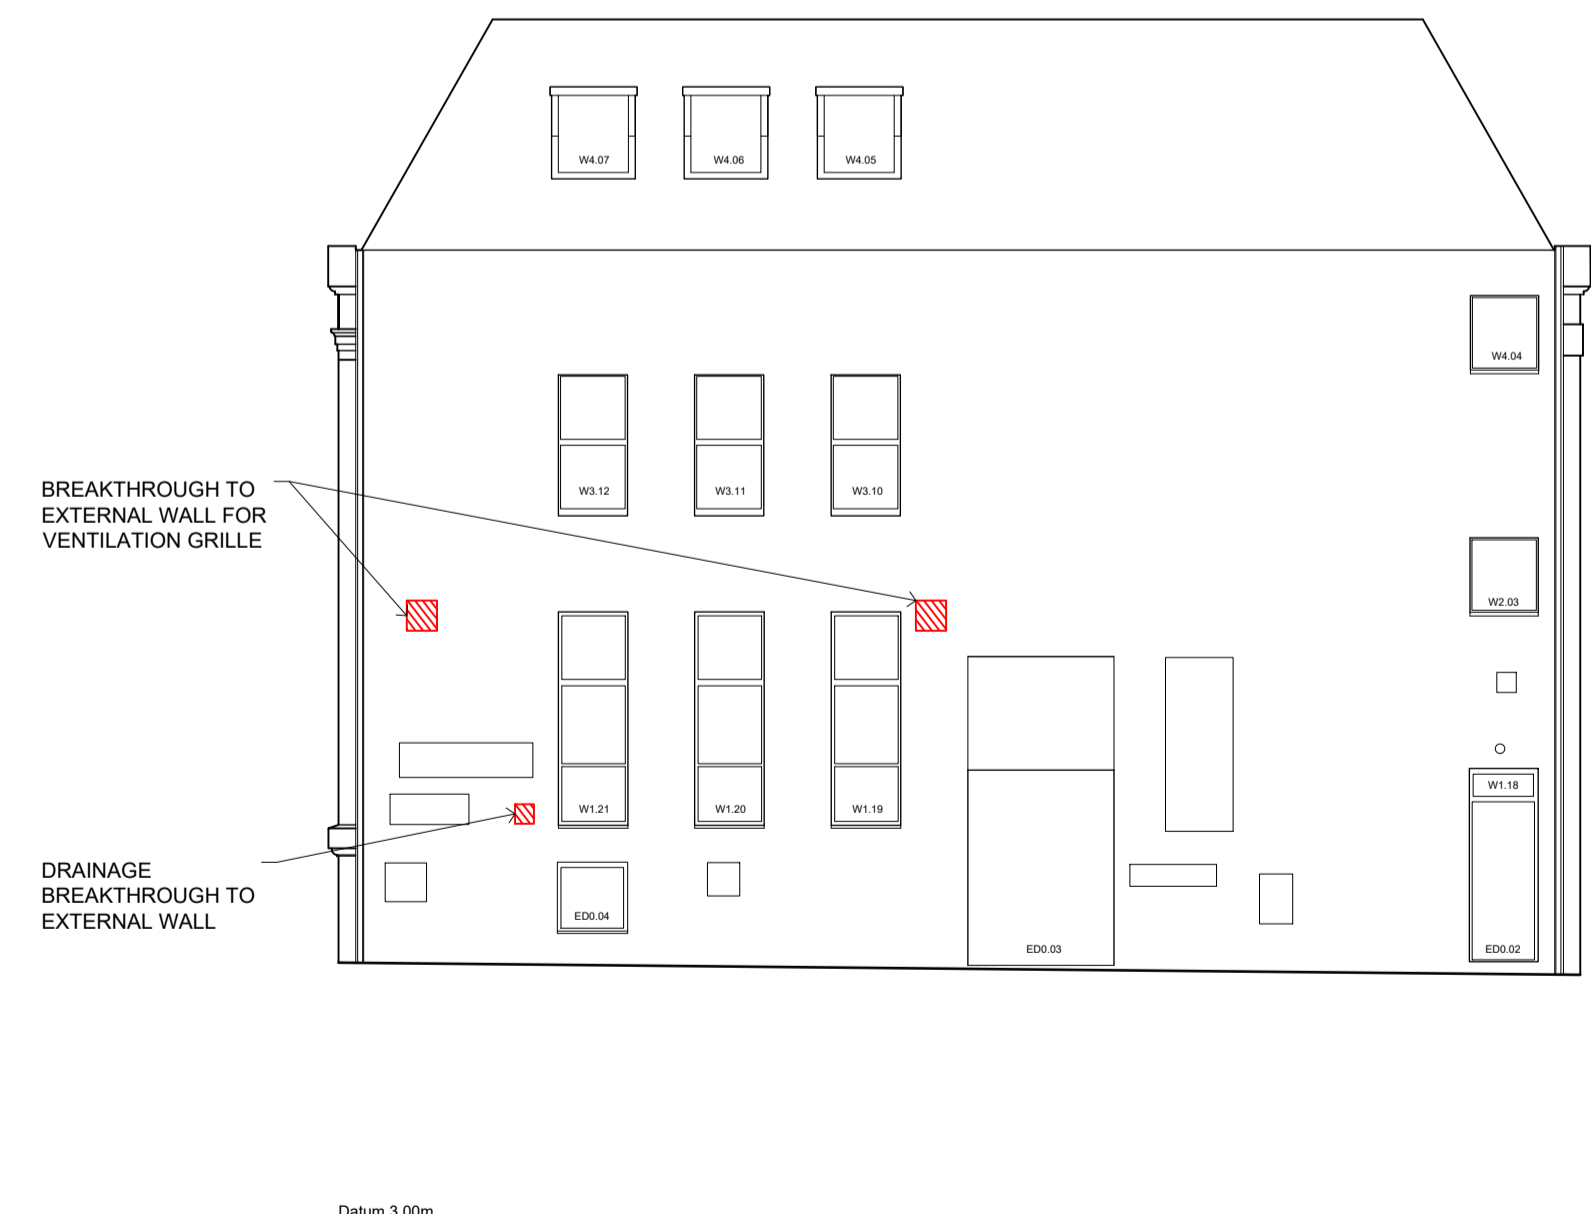 W4.07
W4.06
W4.05
W4.04
BREAKTHROUGH TO
EXTERNAL WALL FOR
VENTILATION GRILLE
W3.12
W3.11
W3.10
W2.03
W1.21
W1.20
W1.19
W1.18
DRAINAGE
BREAKTHROUGH TO
EXTERNAL WALL
ED0.04
ED0.03
ED0.02
Datum 3.00m